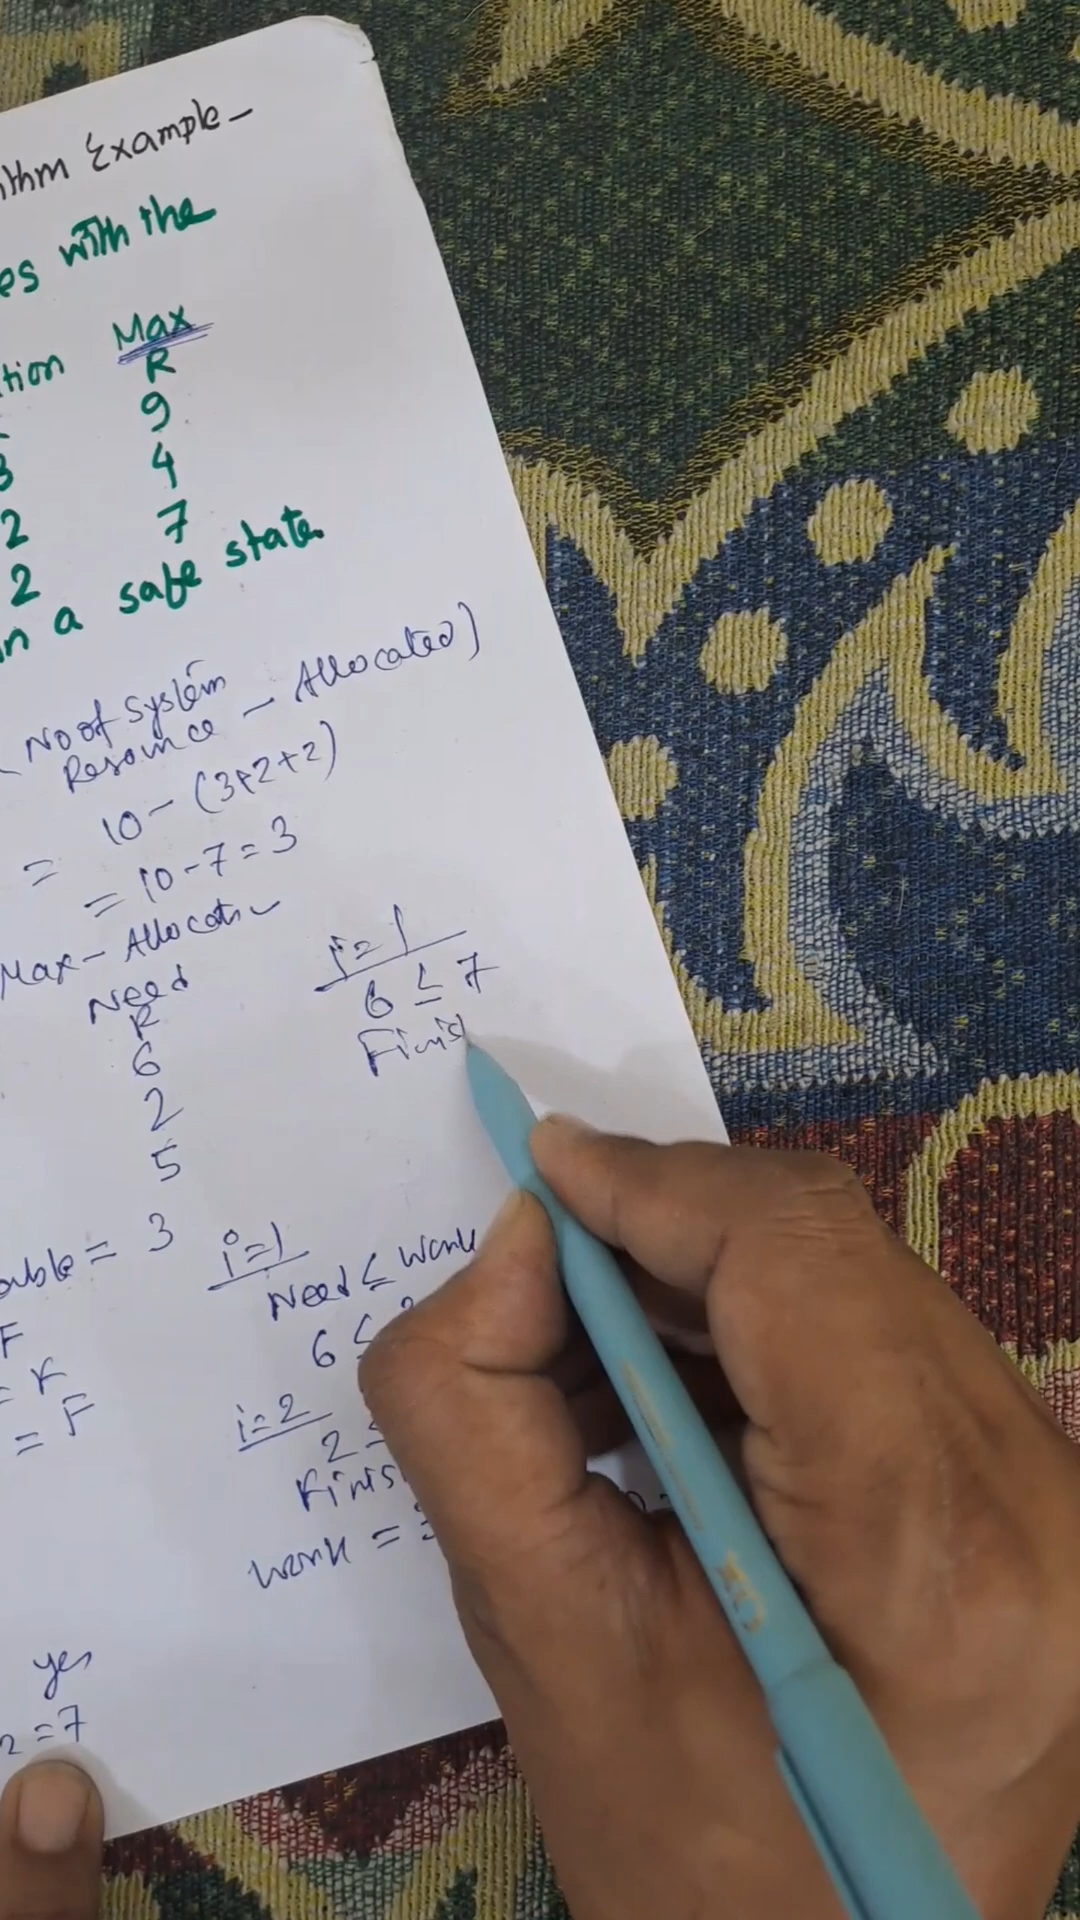 Example-
es with the
tion Max
R
9
3 4
2 7
2
in a safe state.
No of System
Resource - Allocated)
= 10 - (3+2+2)
= 10 - 7 = 3
Max - Allocation
Need
R
6
2
5
i=1
6 ≤ 7
Finis
able = 3
F
= F
= F
i=1
Need ≤ Work
6 ≤
i=2
2 ≤
Finis
Work =
yes
2 = 7